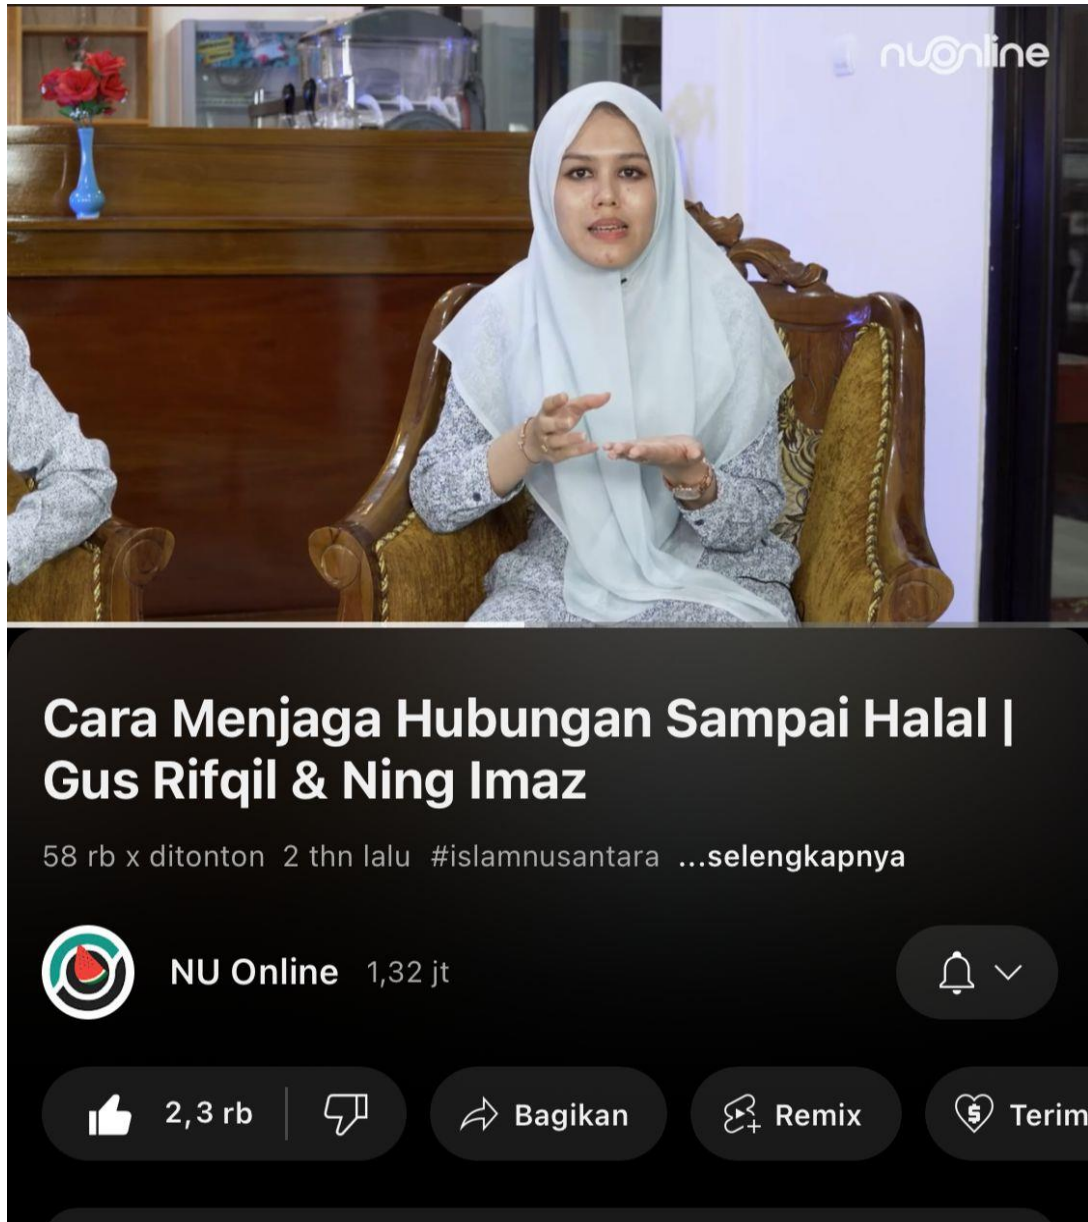 nuonline
Cara Menjaga Hubungan Sampai Halal |
Gus Rifqil & Ning Imaz
58 rb x ditonton 2 thn lalu #islamnusantara ...selengkapnya
NU Online 1,32 jt
2,3 rb Bagikan Remix Terim